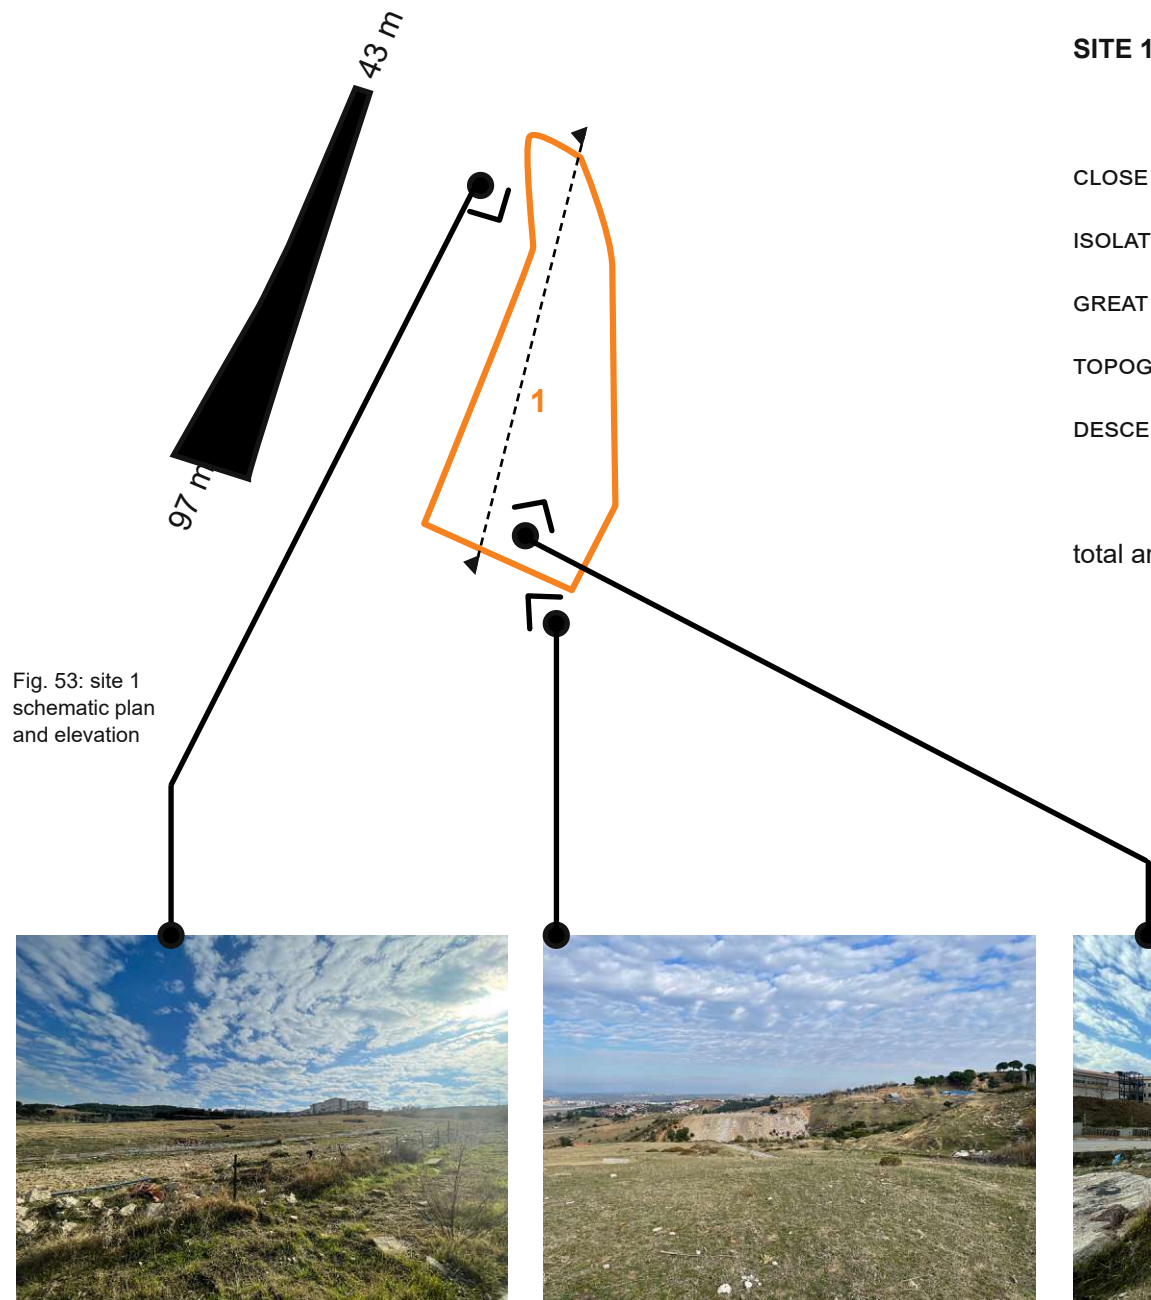 43 m
SITE 1
CLOSE
ISOLAT
GREAT
TOPOG
DESCE
1
97 m
total ar
Fig. 53: site 1
schematic plan
and elevation